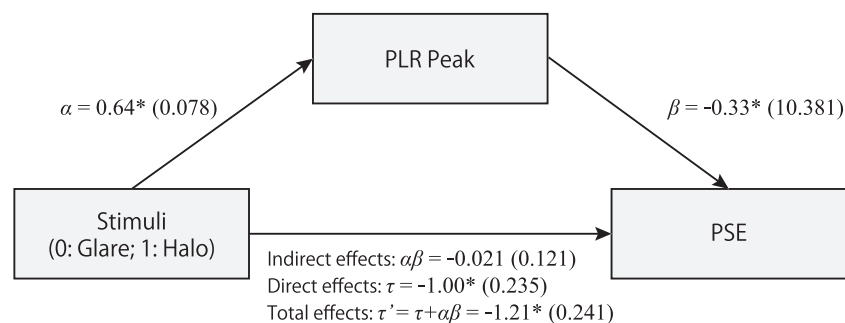 PLR Peak
α = 0.64* (0.078)
β = -0.33* (10.381)
Stimuli
(0: Glare; 1: Halo)
PSE
Indirect effects: αβ = -0.021 (0.121)
Direct effects: τ = -1.00* (0.235)
Total effects: τ’= τ+αβ = -1.21* (0.241)